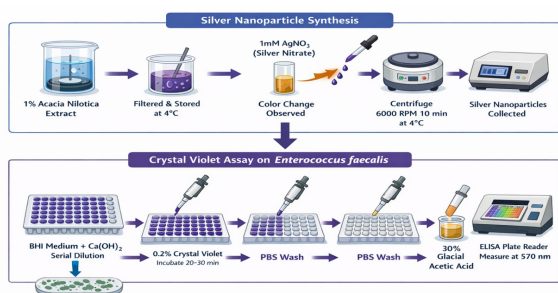 Silver Nanoparticle Synthesis
1% Acacia Nilotica
Extract
Filtered & Stored
at 4°C
1mM AgNO₃
(Silver Nitrate)
Color Change
Observed
Centrifuge
6000 RPM 10 min
at 4°C
Silver Nanoparticles
Collected
Crystal Violet Assay on Enterococcus faecalis
BHI Medium + Ca(OH)₂
Serial Dilution
0.2% Crystal Violet
Incubate 20–30 min
PBS Wash
PBS Wash
30%
Glacial
Acetic Acid
ELISA Plate Reader
Measure at 570 nm